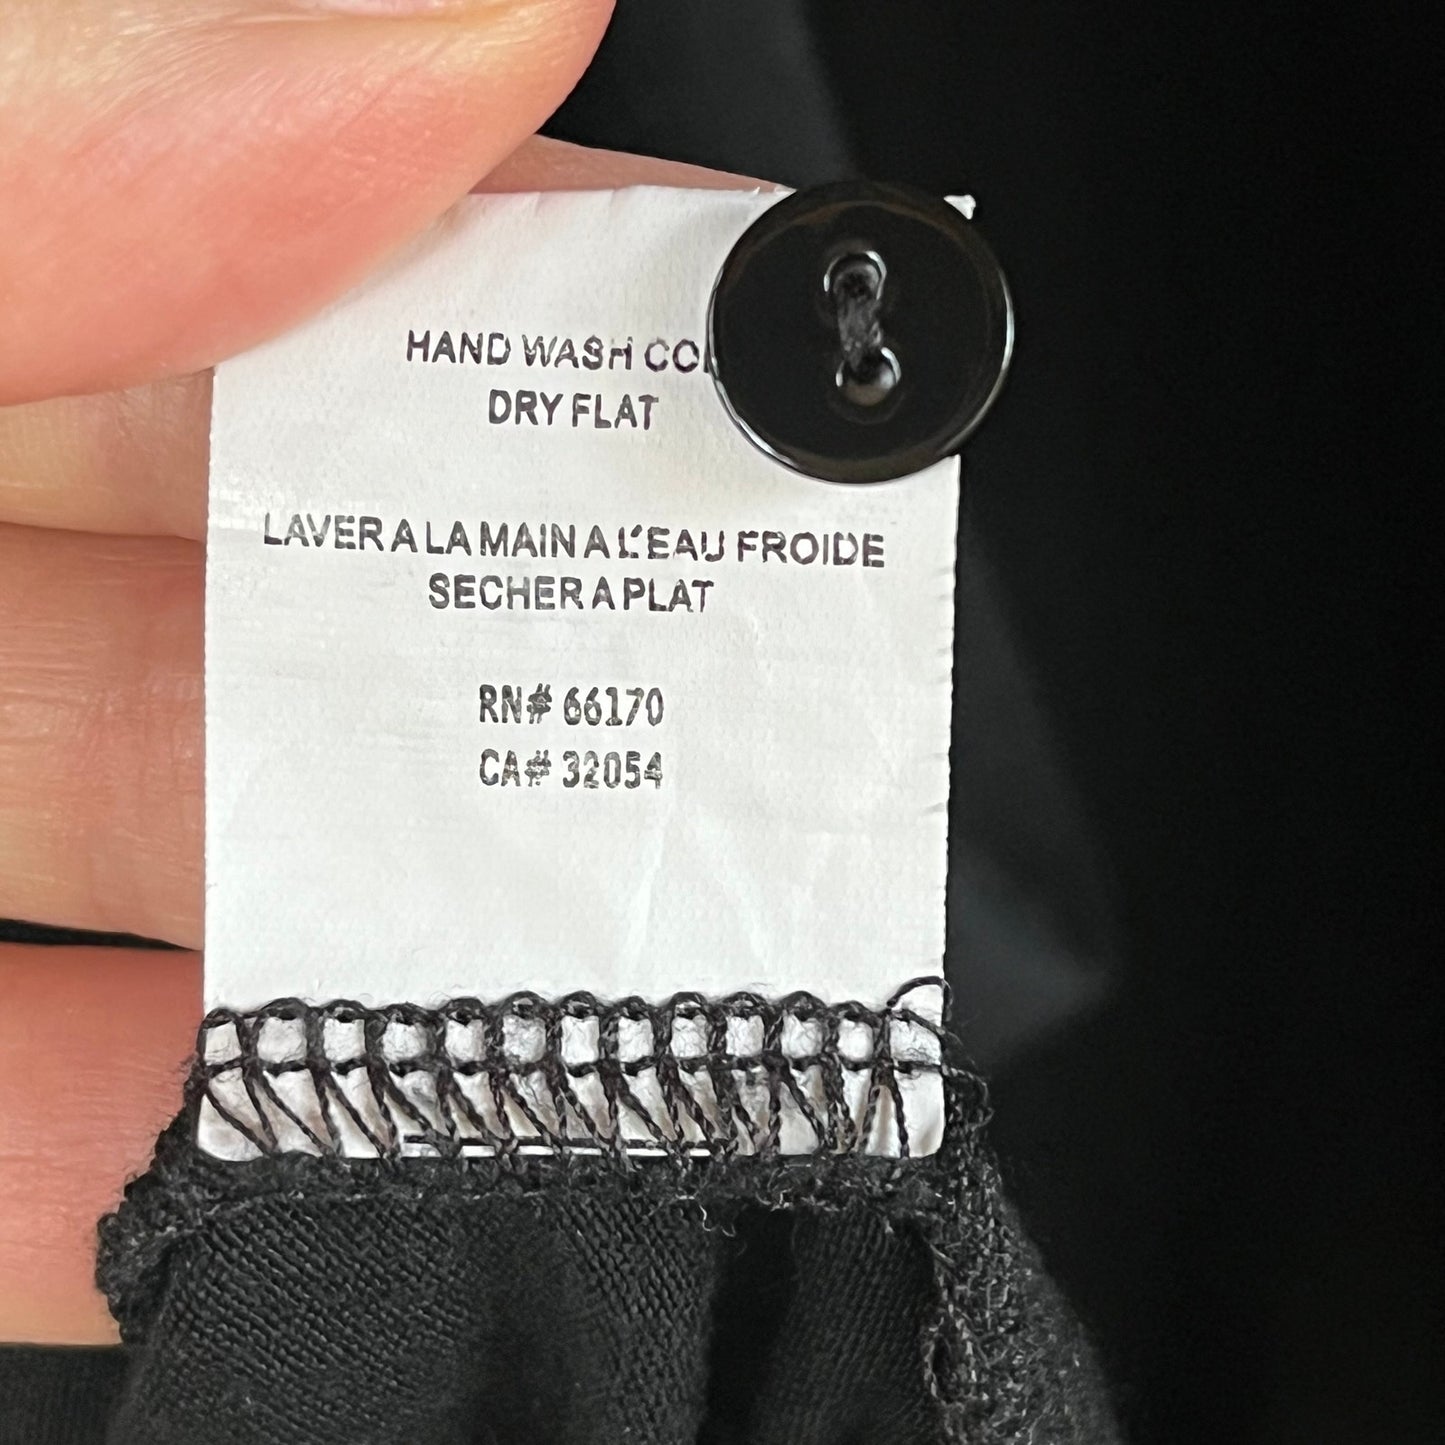 HAND WASH
DRY FLAT
LAVER A LA MAIN A L'EAU FROIDE
SECHER A PLAT
RN# 66170
CA# 32054